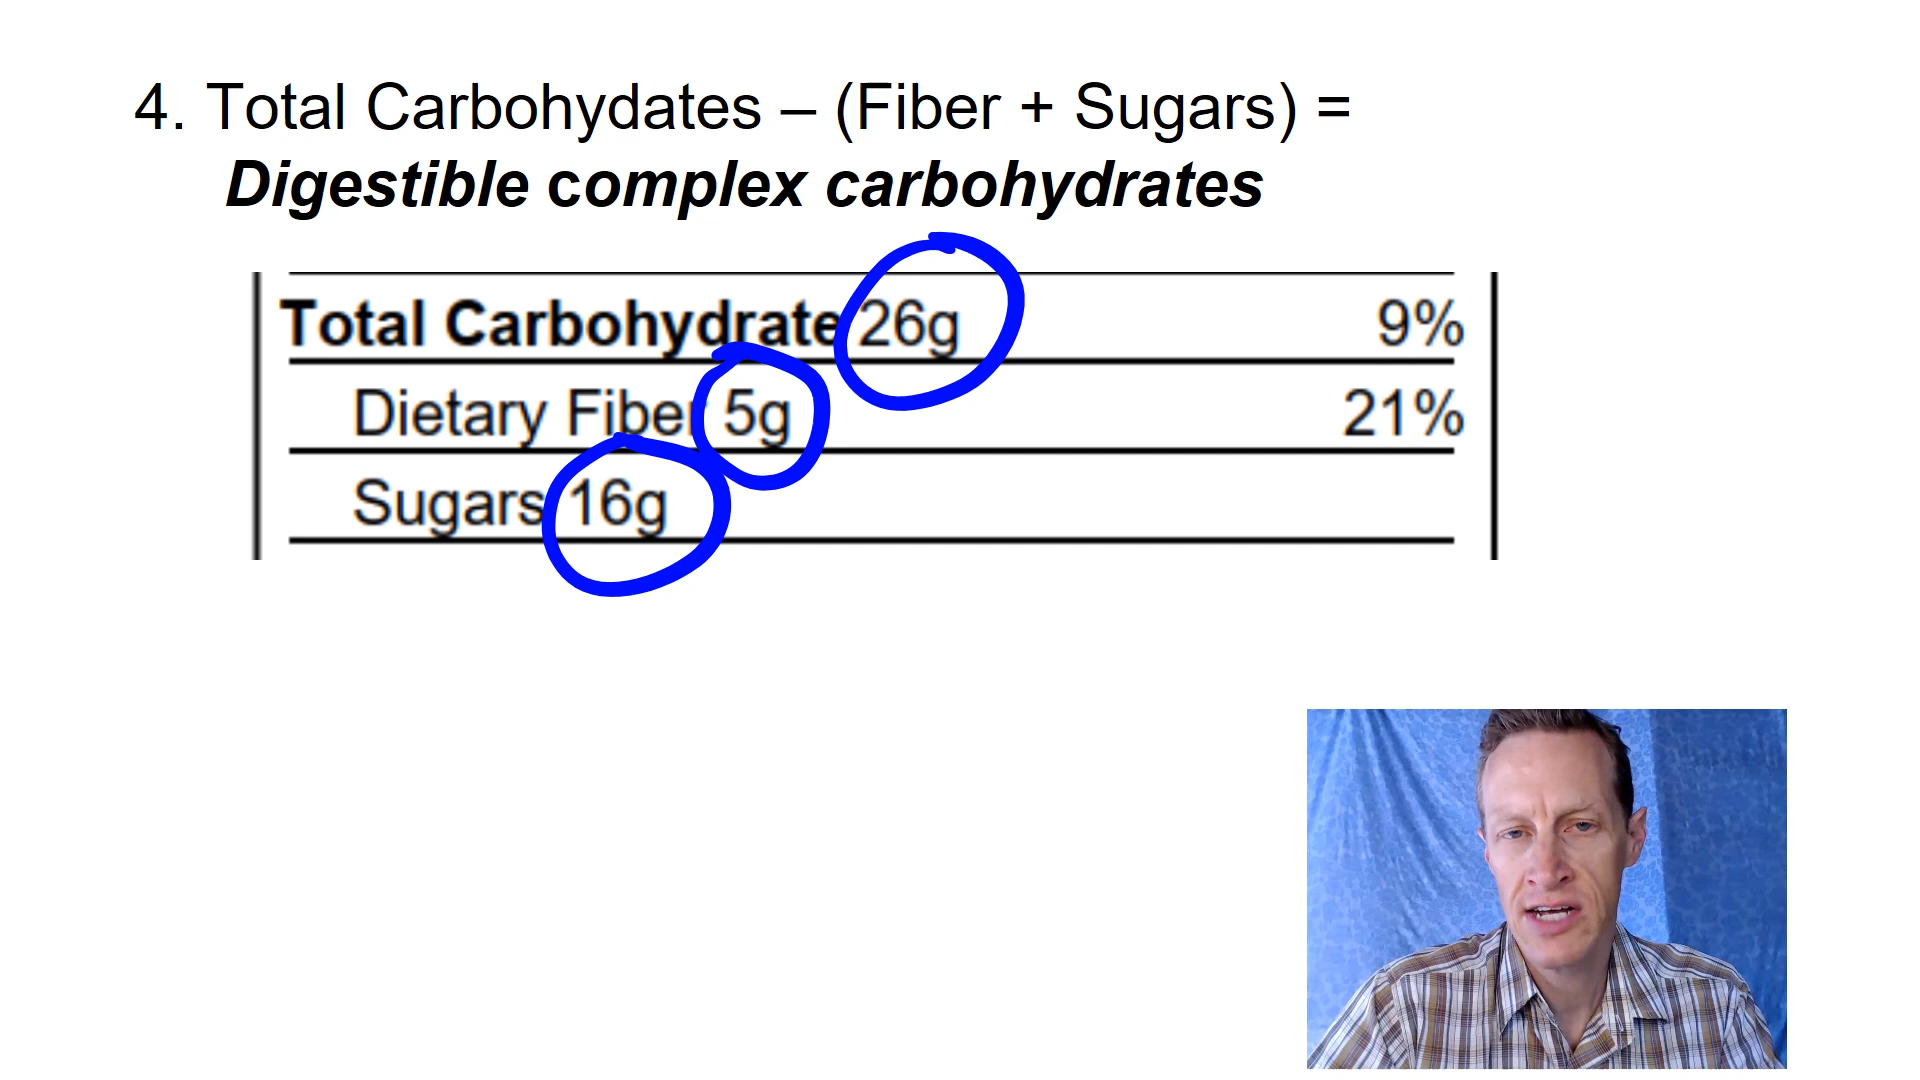 4. Total Carbohydates – (Fiber + Sugars) =
Digestible complex carbohydrates
Total Carbohydrate 26g 9%
Dietary Fiber 5g 21%
Sugars 16g